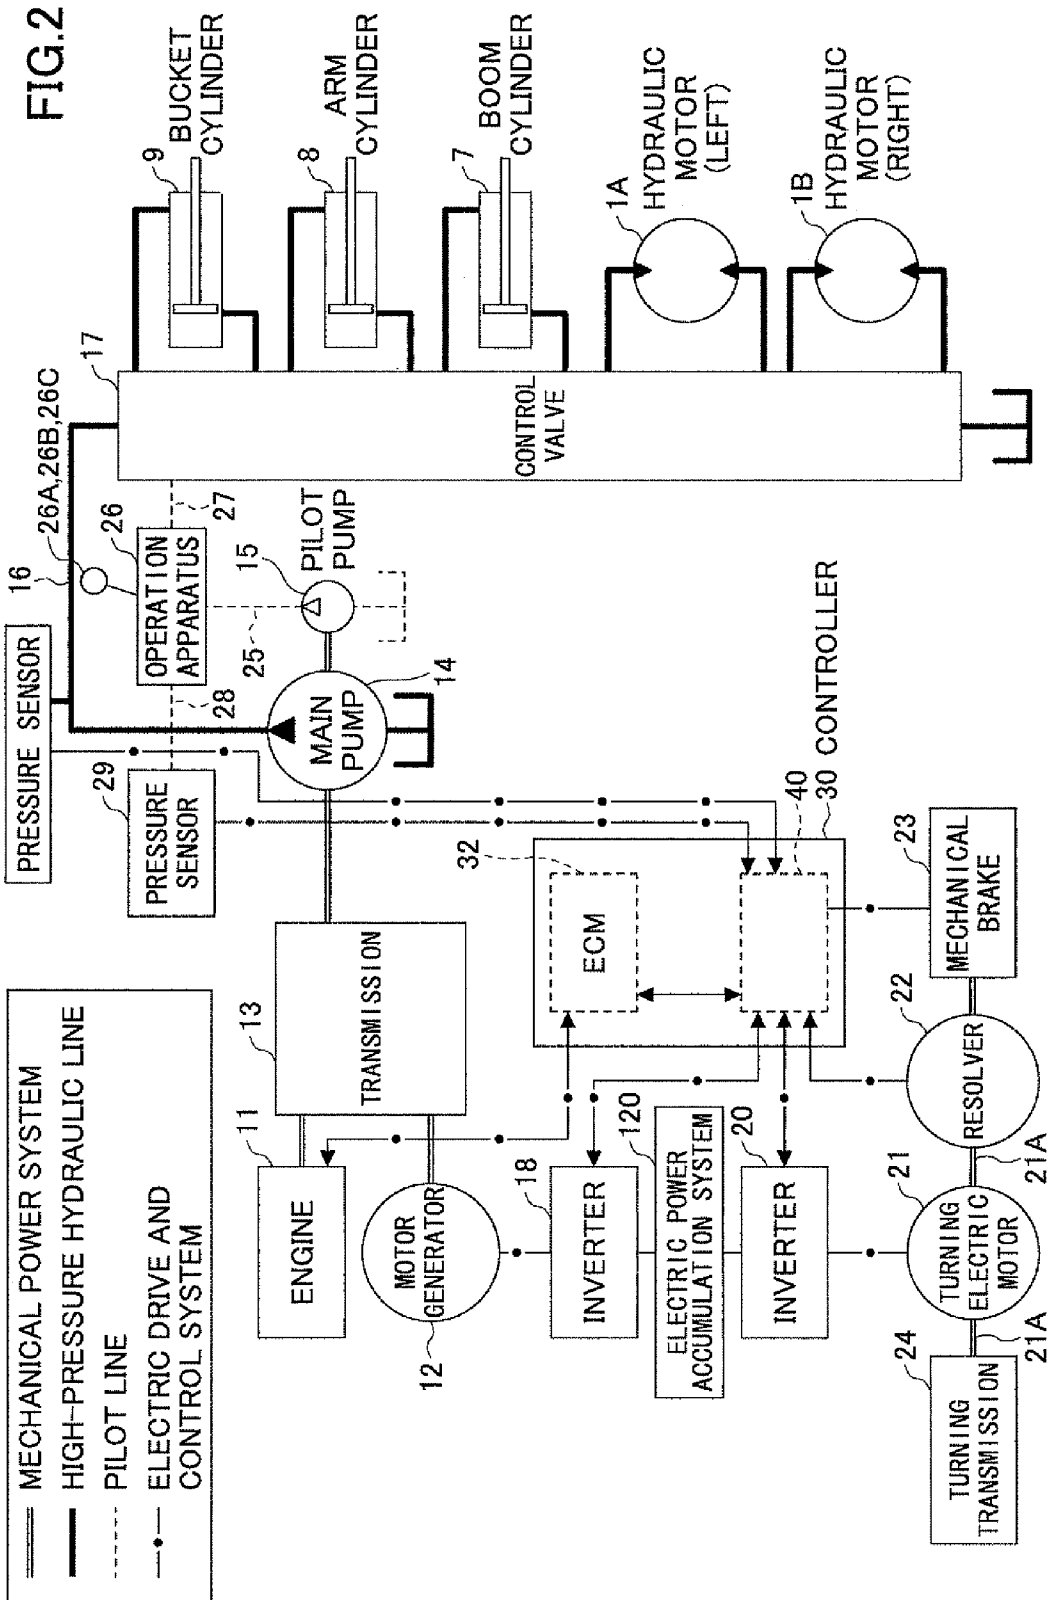 FIG.2
MECHANICAL POWER SYSTEM
HIGH-PRESSURE HYDRAULIC LINE
PILOT LINE
ELECTRIC DRIVE AND
CONTROL SYSTEM
PRESSURE SENSOR
16
26A,26B,26C
17
29
PRESSURE
SENSOR
28
OPERATION
APPARATUS
26
27
25
15
PILOT
PUMP
9
BUCKET
CYLINDER
8
ARM
CYLINDER
7
BOOM
CYLINDER
1A
HYDRAULIC
MOTOR
(LEFT)
1B
HYDRAULIC
MOTOR
(RIGHT)
CONTROL
VALVE
11
ENGINE
13
TRANSMISSION
MAIN
PUMP
14
MOTOR
GENERATOR
12
18
INVERTER
32
ECM
120
ELECTRIC POWER
ACCUMULATION SYSTEM
20
INVERTER
40
30 CONTROLLER
24
TURNING
TRANSMISSION
21A
21
TURNING
ELECTRIC
MOTOR
21A
22
RESOLVER
23
MECHANICAL
BRAKE